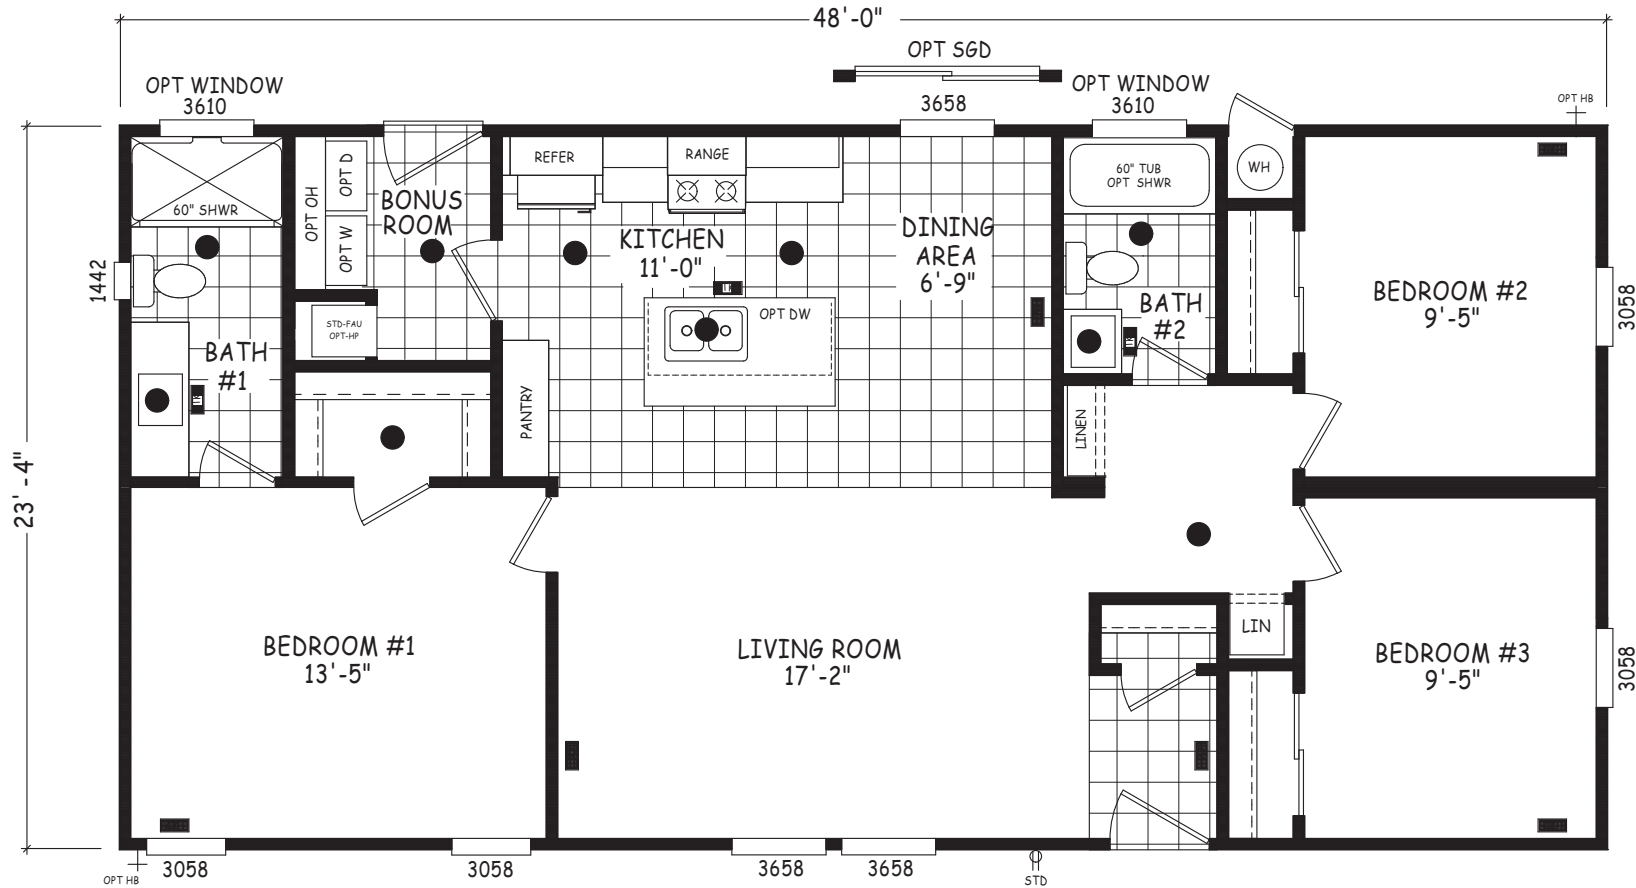 48'-0"
OPT SGD
OPT WINDOW
3610
3658
OPT WINDOW
3610
OPT HB
60" SHWR
OPT OH
OPT D
OPT W
BONUS
ROOM
REFER
RANGE
60" TUB
OPT SHWR
WH
KITCHEN
11'-0"
DINING
AREA
6'-9"
1442
STD-FAU
OPT-HP
OPT DW
BATH
#2
BEDROOM #2
9'-5"
3058
BATH
#1
PANTRY
LINEN
23'-4"
BEDROOM #1
13'-5"
LIVING ROOM
17'-2"
LIN
BEDROOM #3
9'-5"
3058
OPT HB
3058
3058
3658
3658
STD